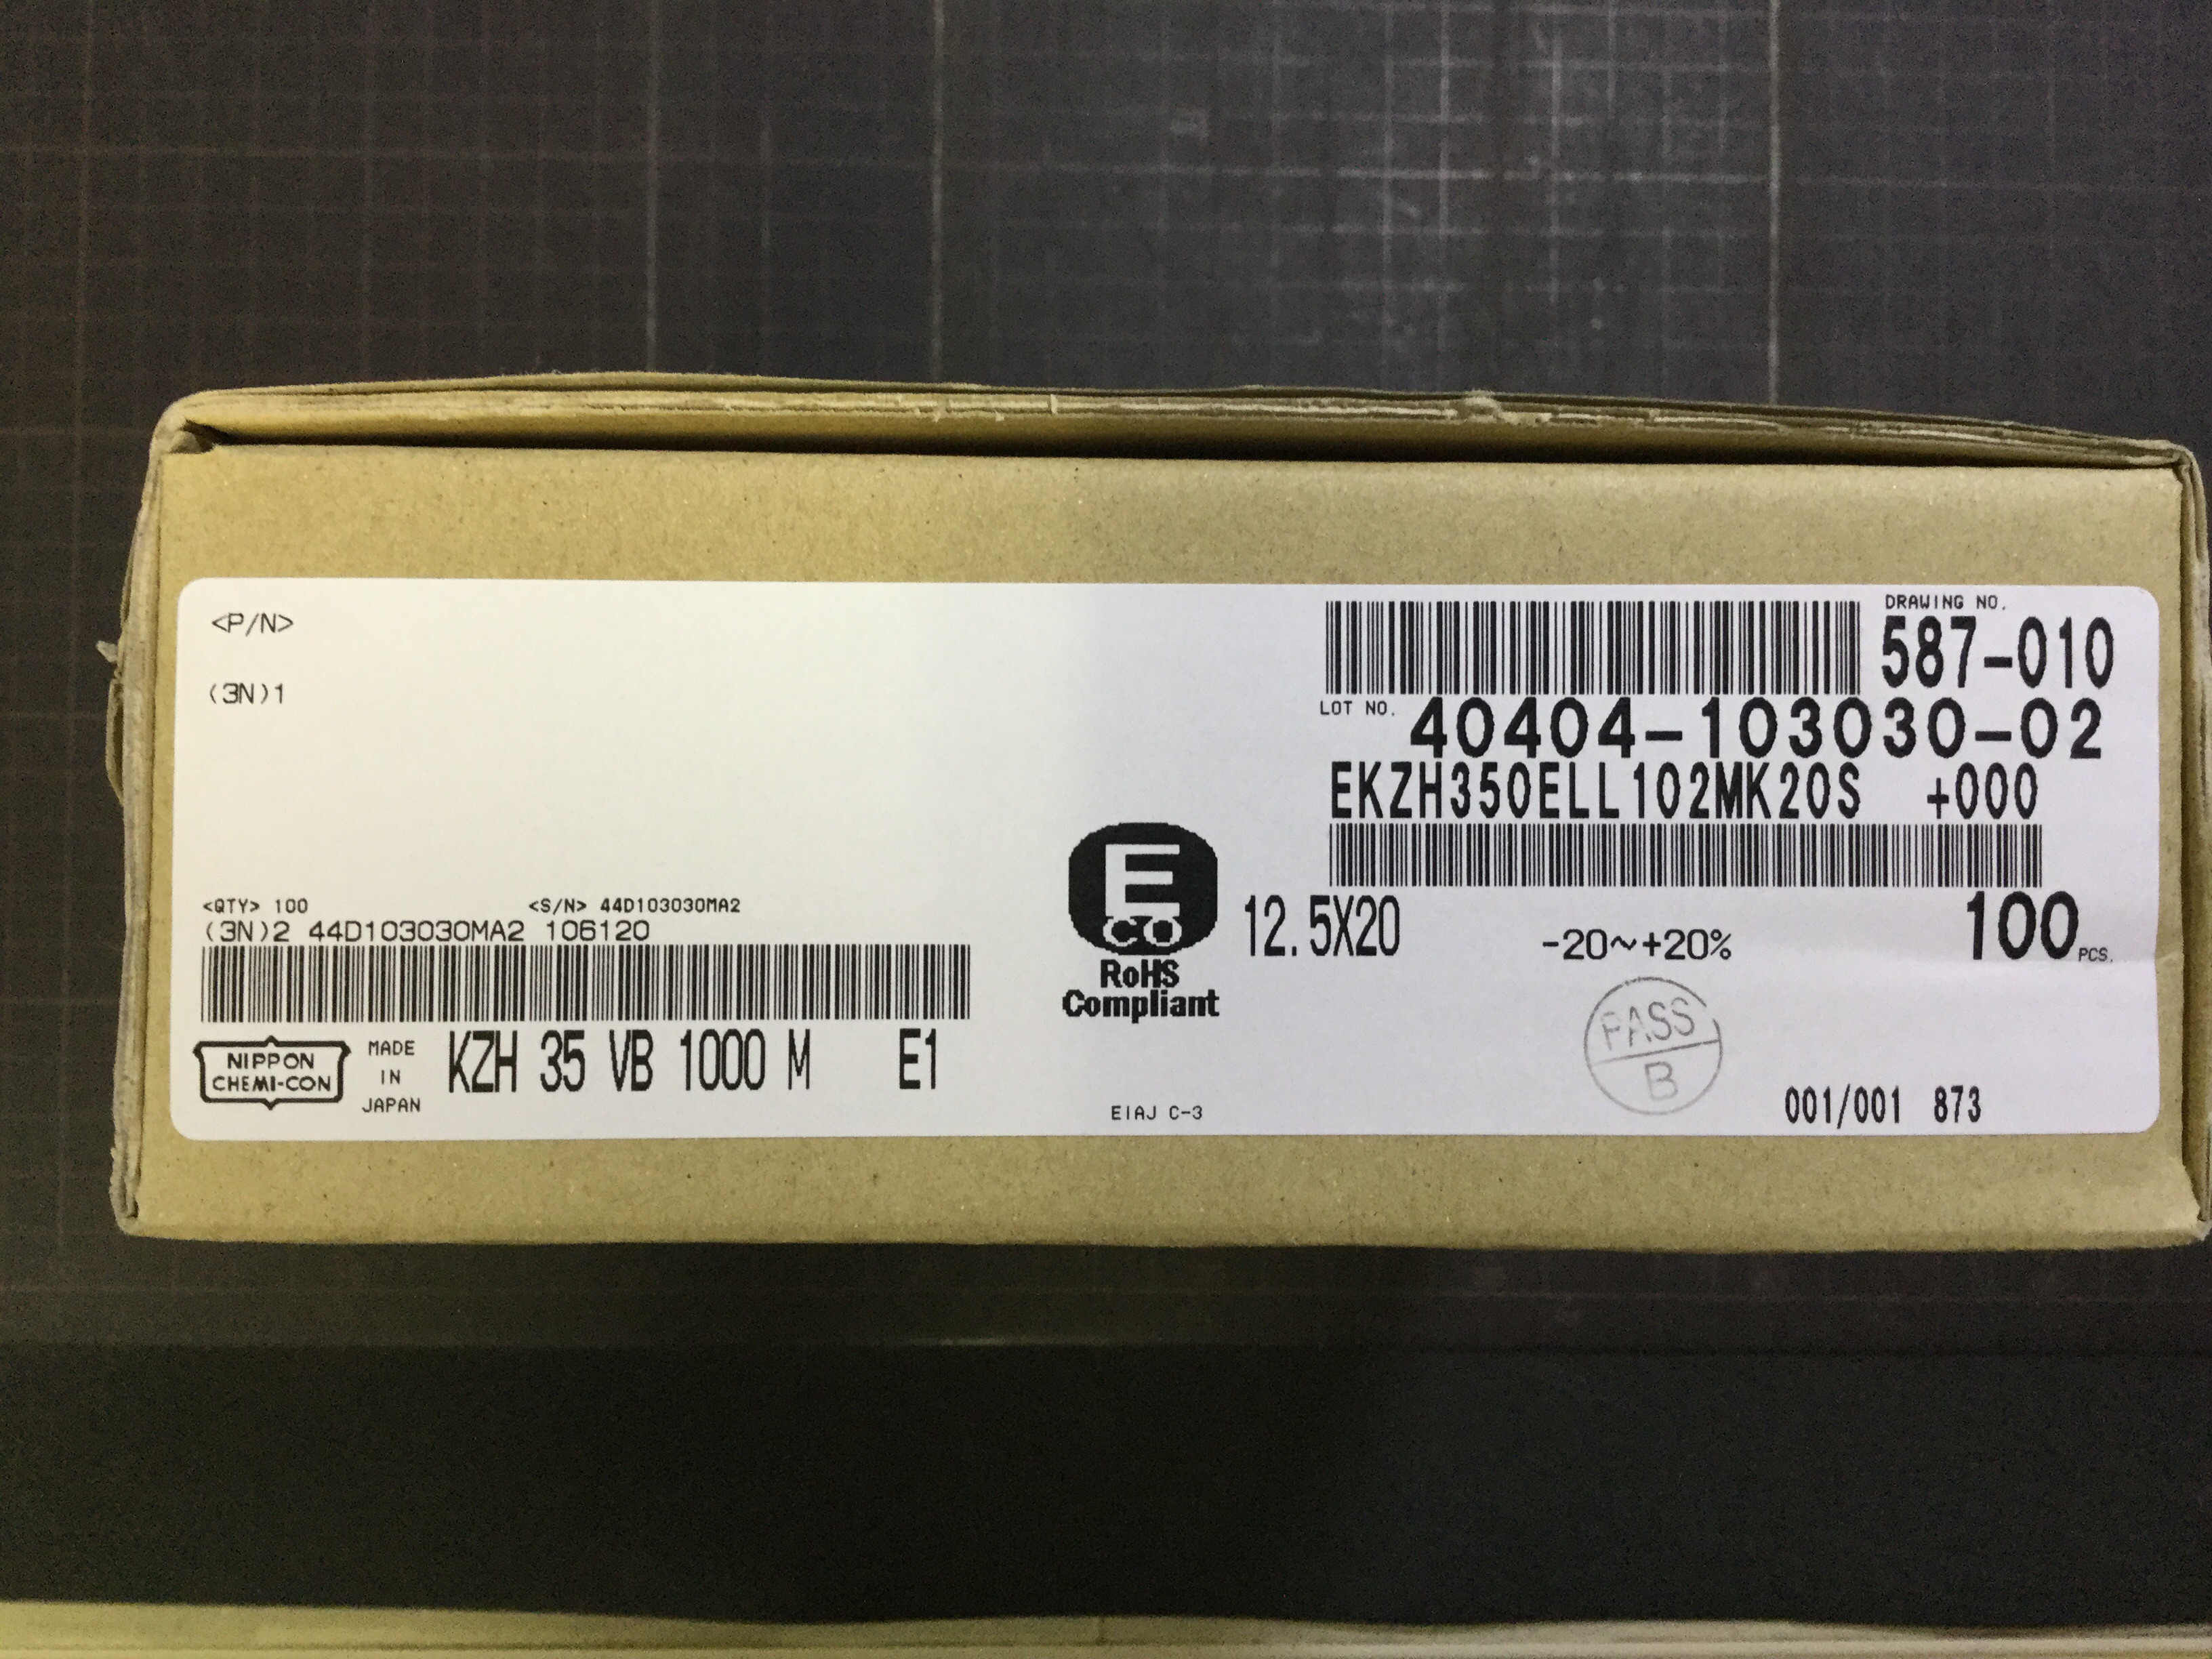 <P/N>
(3N)1
DRAWING NO.
587-010
LOT NO. 40404-103030-02
EKZH350ELL102MK20S +000
<QTY> 100 <S/N> 44D103030MA2
(3N)2 44D103030MA2 106120
E
CO
RoHS
Compliant
12.5X20 -20~+20% 100 PCS.
NIPPON
CHEMI-CON
MADE
IN
JAPAN
KZH 35 VB 1000 M E1
EIAJ C-3
PASS
B
001/001 873